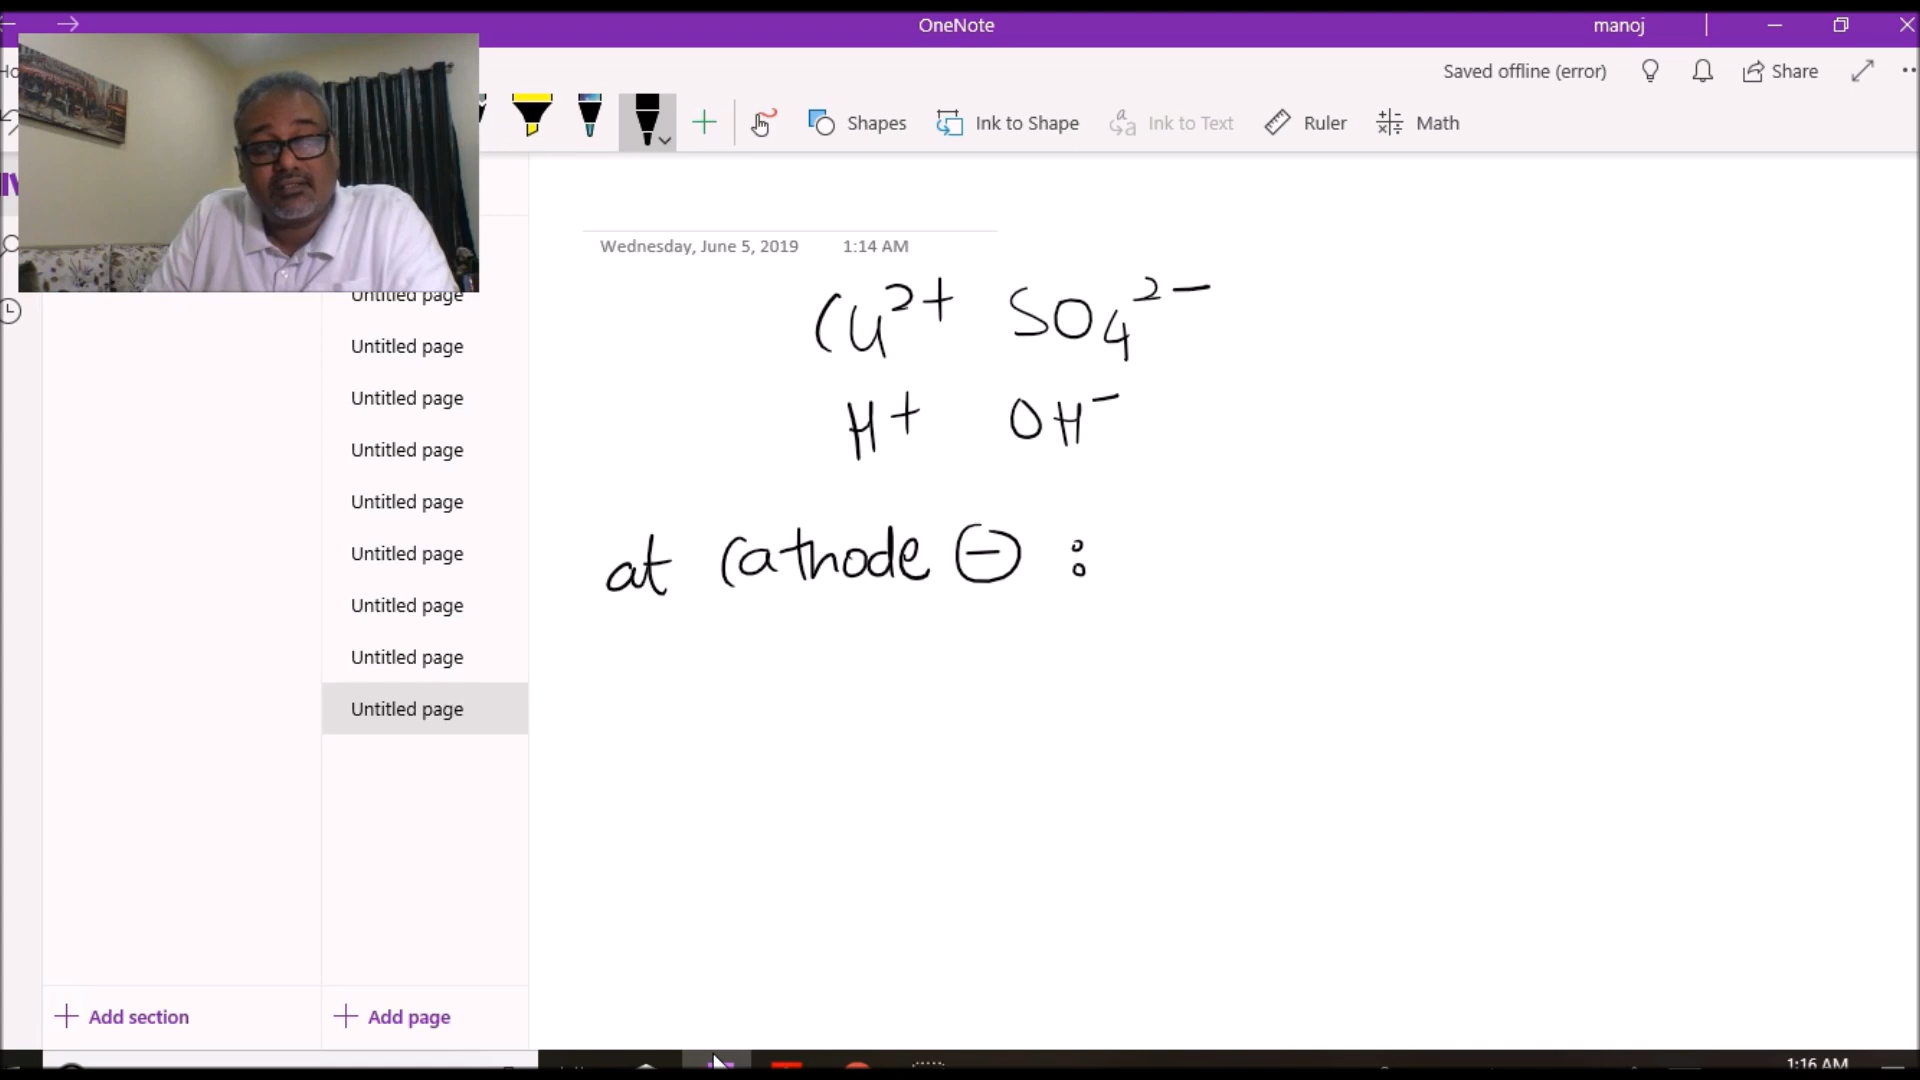 OneNote
manoj
Saved offline (error)
Share
Shapes
Ink to Shape
Ink to Text
Ruler
Math
Wednesday, June 5, 2019 1:14 AM
Cu²⁺ SO₄²⁻
H⁺ OH⁻
at Cathode ⊖ :
Untitled page
Untitled page
Untitled page
Untitled page
Untitled page
Untitled page
Untitled page
Untitled page
Untitled page
Add section
Add page
1:16 AM